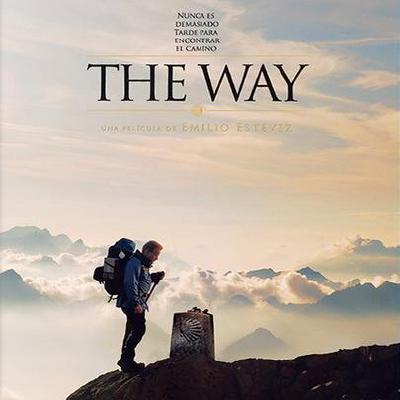 NUNCA ES
DEMASIADO
TARDE PARA
ENCONTRAR
EL CAMINO
THE WAY
UNA PELÍCULA DE EMILIO ESTEVEZ